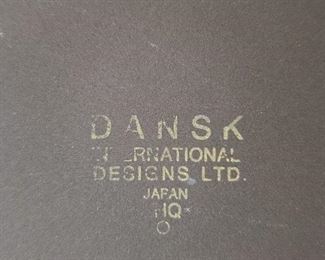 DANSK
INTERNATIONAL
DESIGNS, LTD.
JAPAN